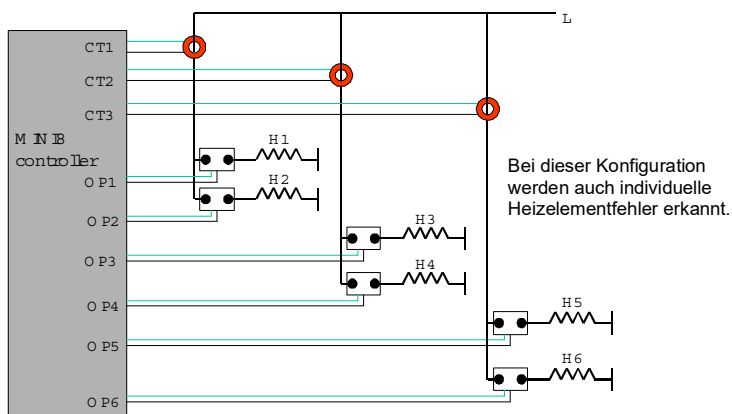 L
CT1
CT2
CT3
MINI8
controller
H1
OP1
H2
OP2
H3
OP3
H4
OP4
H5
OP5
H6
OP6
Bei dieser Konfiguration
werden auch individuelle
Heizelementfehler erkannt.